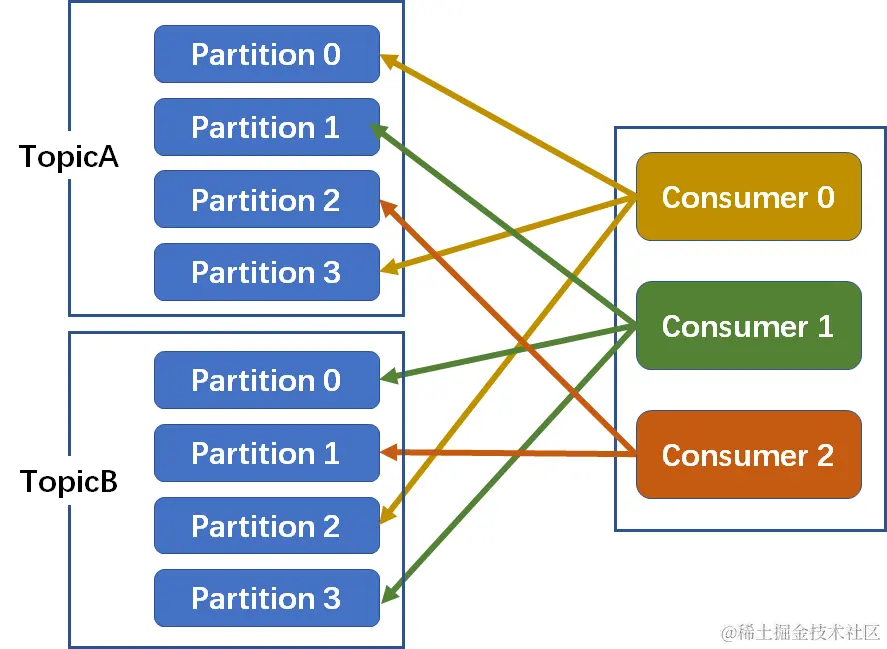 TopicA
Partition 0
Partition 1
Partition 2
Partition 3
TopicB
Partition 0
Partition 1
Partition 2
Partition 3
Consumer 0
Consumer 1
Consumer 2
@稀土掘金技术社区